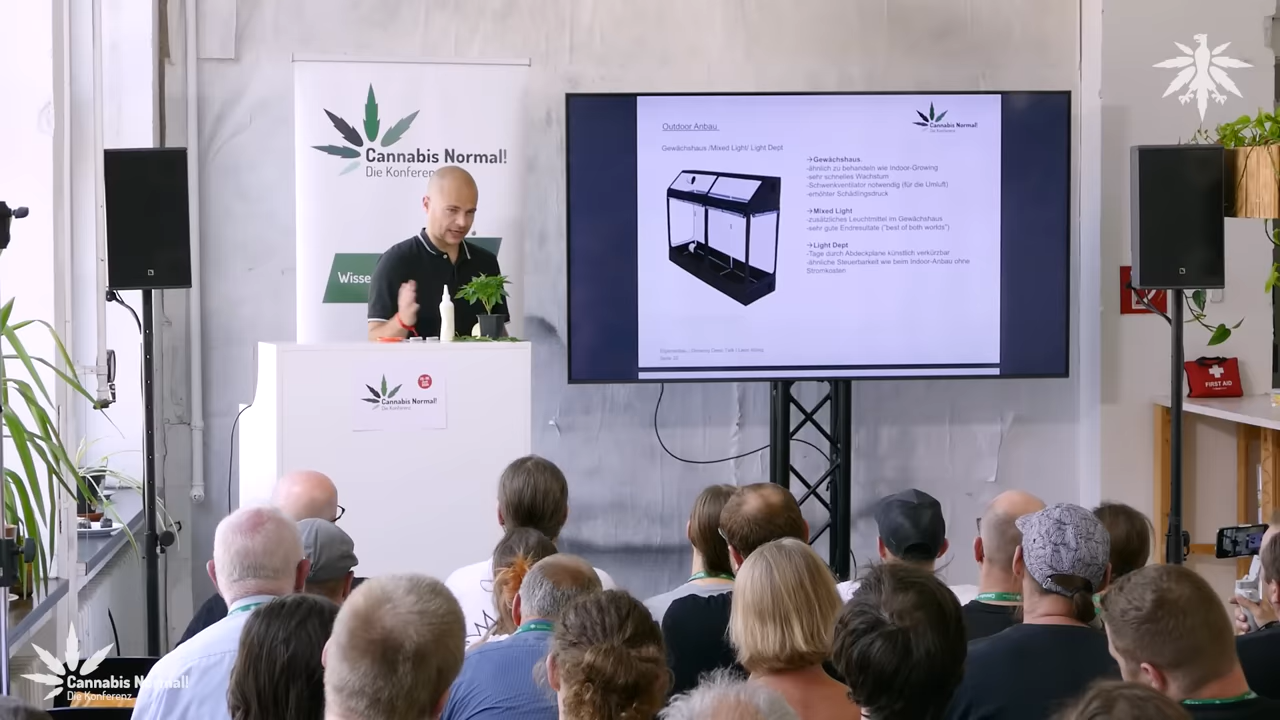 Cannabis Normal!
Die Konferenz
Wisse
Cannabis Normal!
Die Konferenz
Outdoor Anbau
Cannabis Normal!
Die Konferenz
Gewächshaus /Mixed Light/ Light Dept
→Gewächshaus
-ähnlich zu behandeln wie Indoor-Growing
-sehr schnelles Wachstum
-Schwenkventilator notwendig (für die Umluft)
-erhöhter Schädlingsdruck
→Mixed Light
-zusätzliches Leuchtmittel im Gewächshaus
-sehr gute Endresultate ("best of both worlds")
→Light Dept
-Tage durch Abdeckplane künstlich verkürzbar
-ähnliche Steuerbarkeit wie beim Indoor-Anbau ohne
Stromkosten
FIRST AID
Cannabis Normal!
Die Konferenz